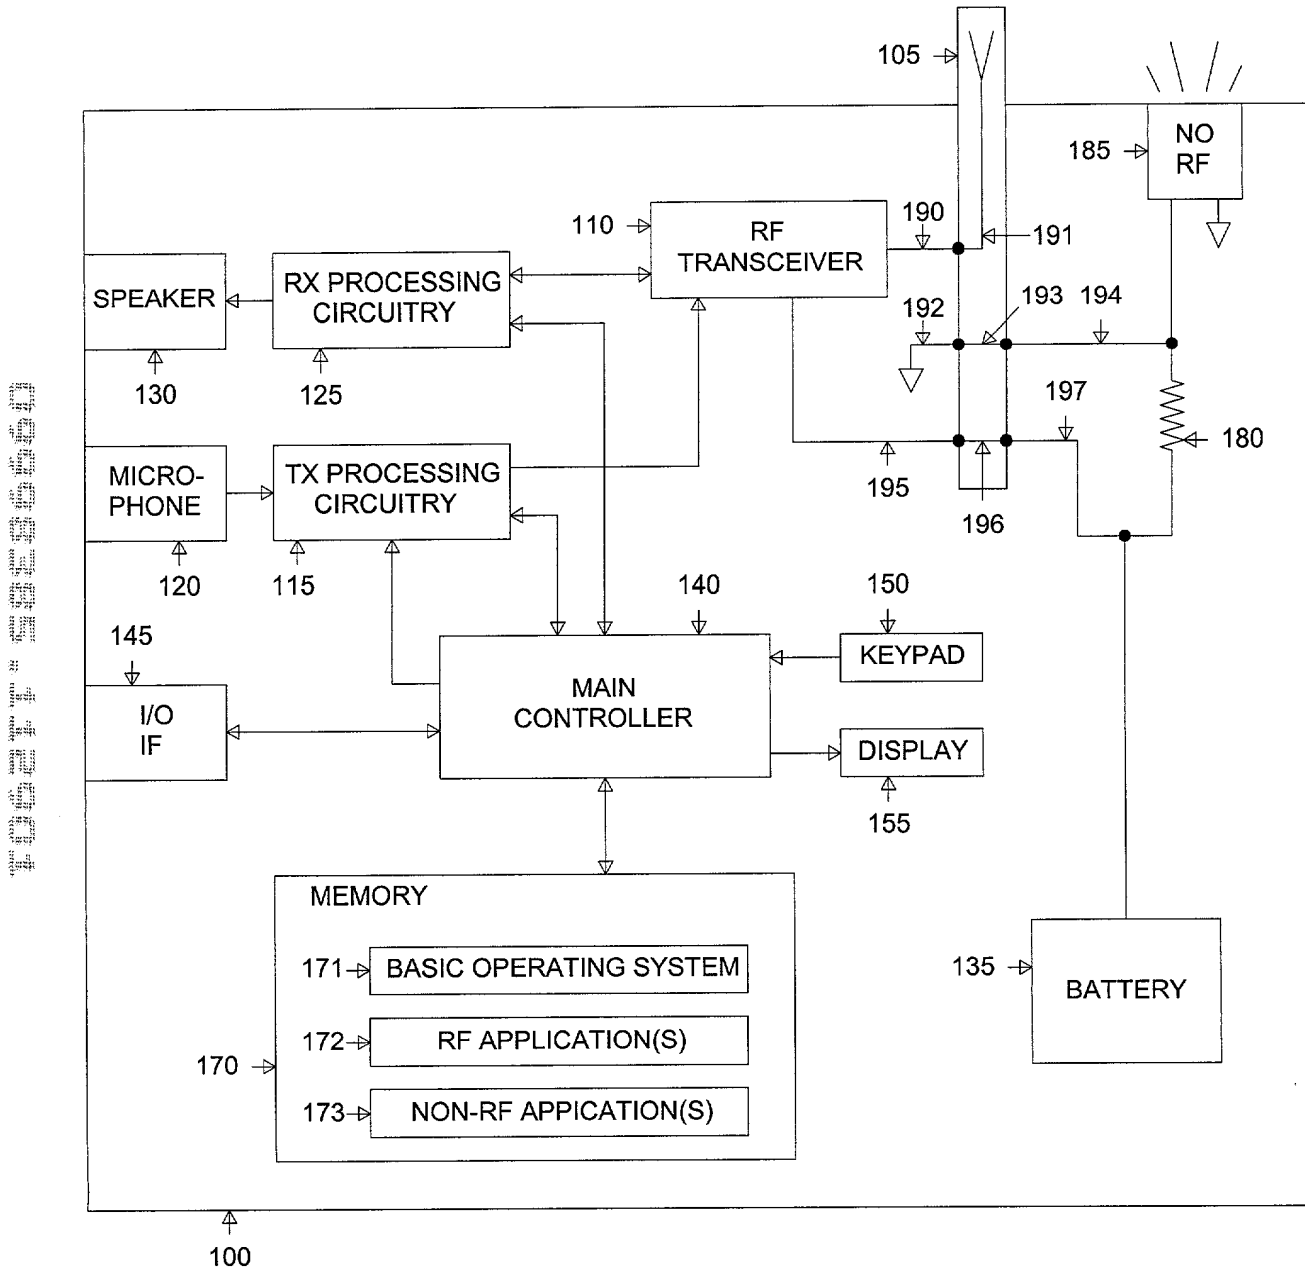 105
185
NO
RF
110
RF
TRANSCEIVER
190
191
SPEAKER
RX PROCESSING
CIRCUITRY
192
193
194
130
125
197
180
MICRO-
PHONE
TX PROCESSING
CIRCUITRY
195
196
120
115
140
150
145
KEYPAD
I/O
IF
MAIN
CONTROLLER
DISPLAY
155
MEMORY
171
BASIC OPERATING SYSTEM
135
BATTERY
172
RF APPLICATION(S)
170
173
NON-RF APPICATION(S)
100